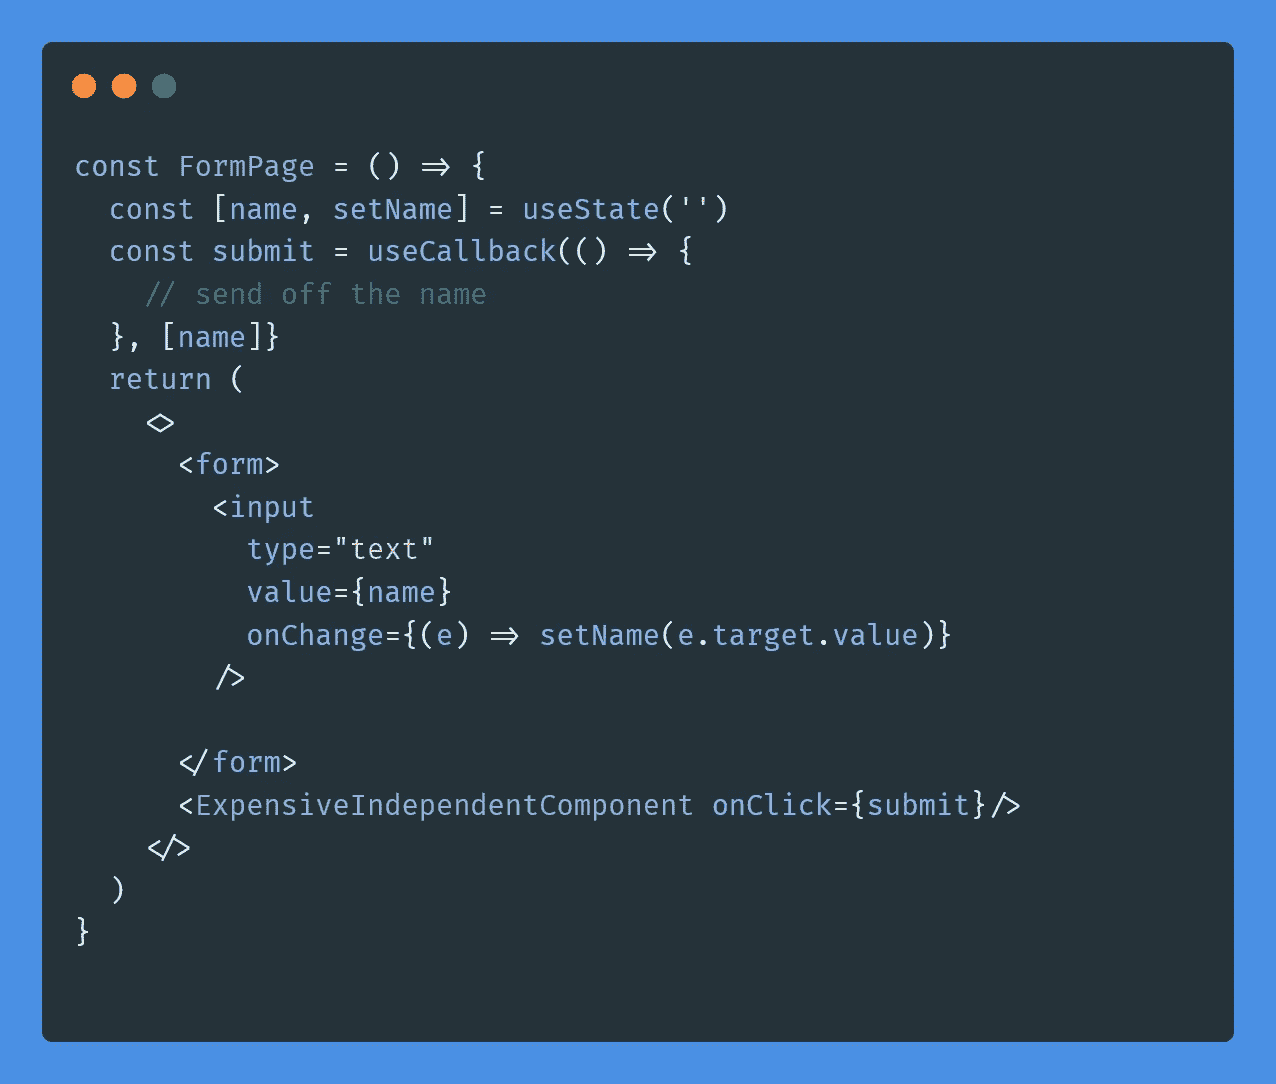 const FormPage = () => {
  const [name, setName] = useState('')
  const submit = useCallback(() => {
    // send off the name
  }, [name]}
  return (
    <>
      <form>
        <input
          type="text"
          value={name}
          onChange={(e) => setName(e.target.value)}
        />
      </form>
      <ExpensiveIndependentComponent onClick={submit}/>
    </>
  )
}